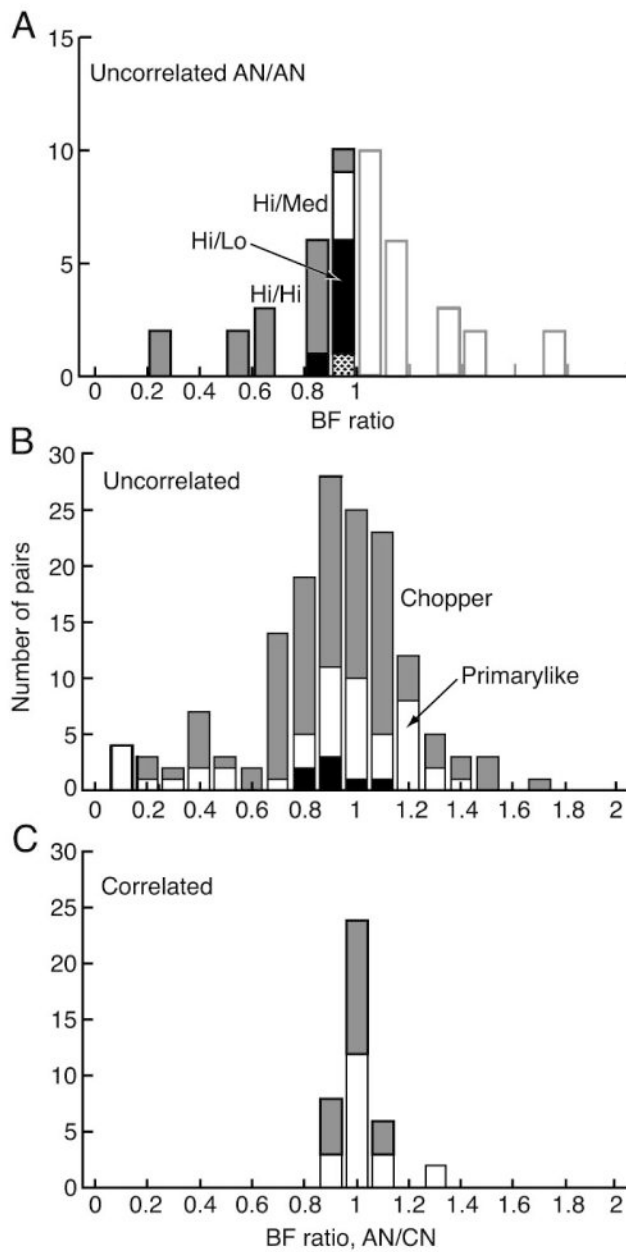 A
15
Uncorrelated AN/AN
10
Hi/Med
Hi/Lo
5
Hi/Hi
0
0 0.2 0.4 0.6 0.8 1
BF ratio
B
30
Uncorrelated
25
20
Chopper
15
Primarylike
10
5
0
0 0.2 0.4 0.6 0.8 1 1.2 1.4 1.6 1.8 2
Number of pairs
C
30
Correlated
25
20
15
10
5
0
0 0.2 0.4 0.6 0.8 1 1.2 1.4 1.6 1.8 2
BF ratio, AN/CN